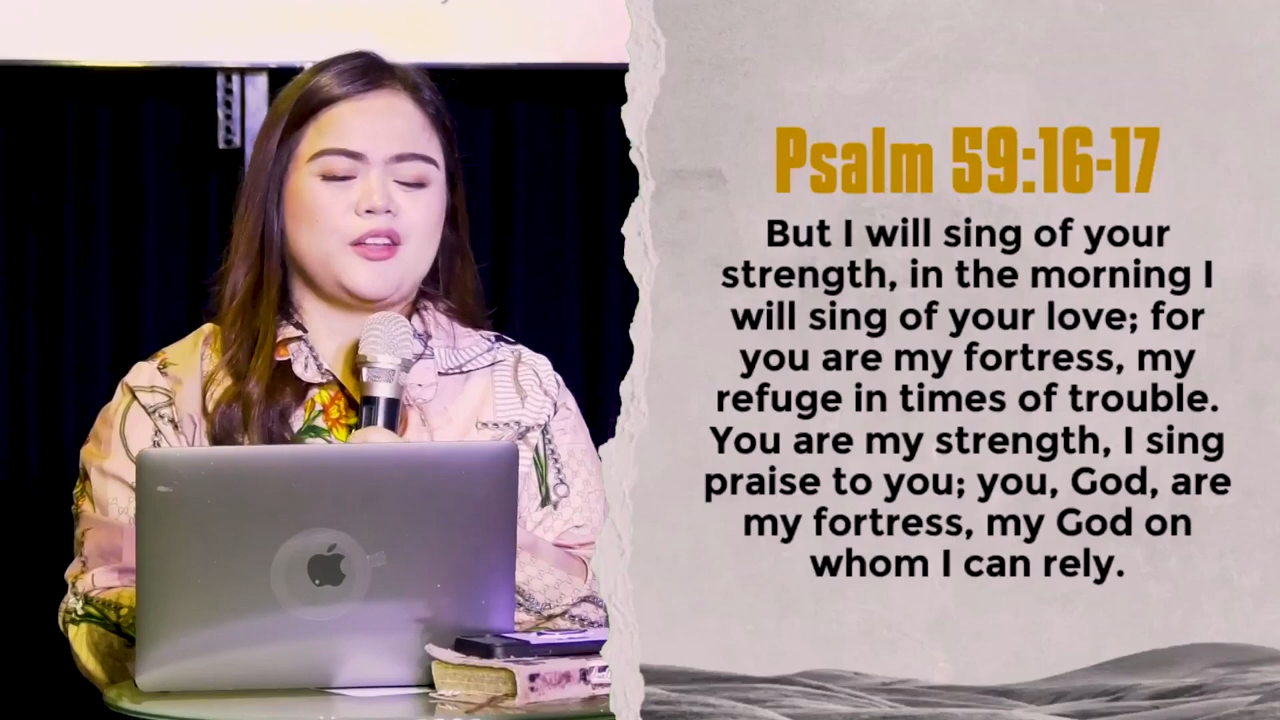 Psalm 59:16-17
But I will sing of your
strength, in the morning I
will sing of your love; for
you are my fortress, my
refuge in times of trouble.
You are my strength, I sing
praise to you; you, God, are
my fortress, my God on
whom I can rely.